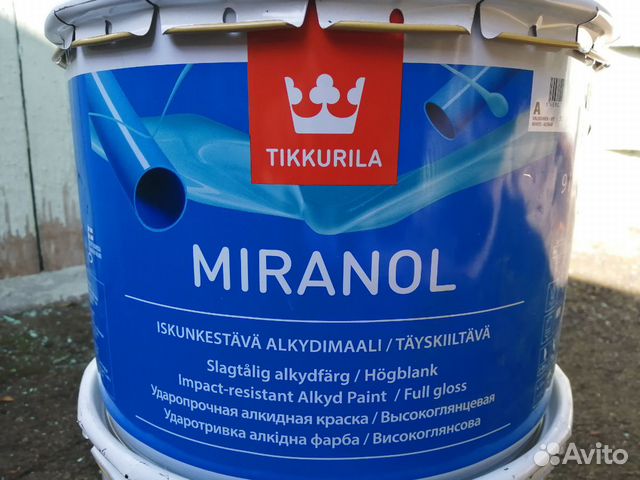 TIKKURILA
A
MIRANOL
ISKUNKESTÄVÄ ALKYDIMAALI / TÄYSKIILTÄVÄ
Slagtålig alkydfärg / Högblank
Impact-resistant Alkyd Paint / Full gloss
Ударопрочная алкидная краска / Высокоглянцевая
Ударотривка алкідна фарба / Високоглянсова
Avito